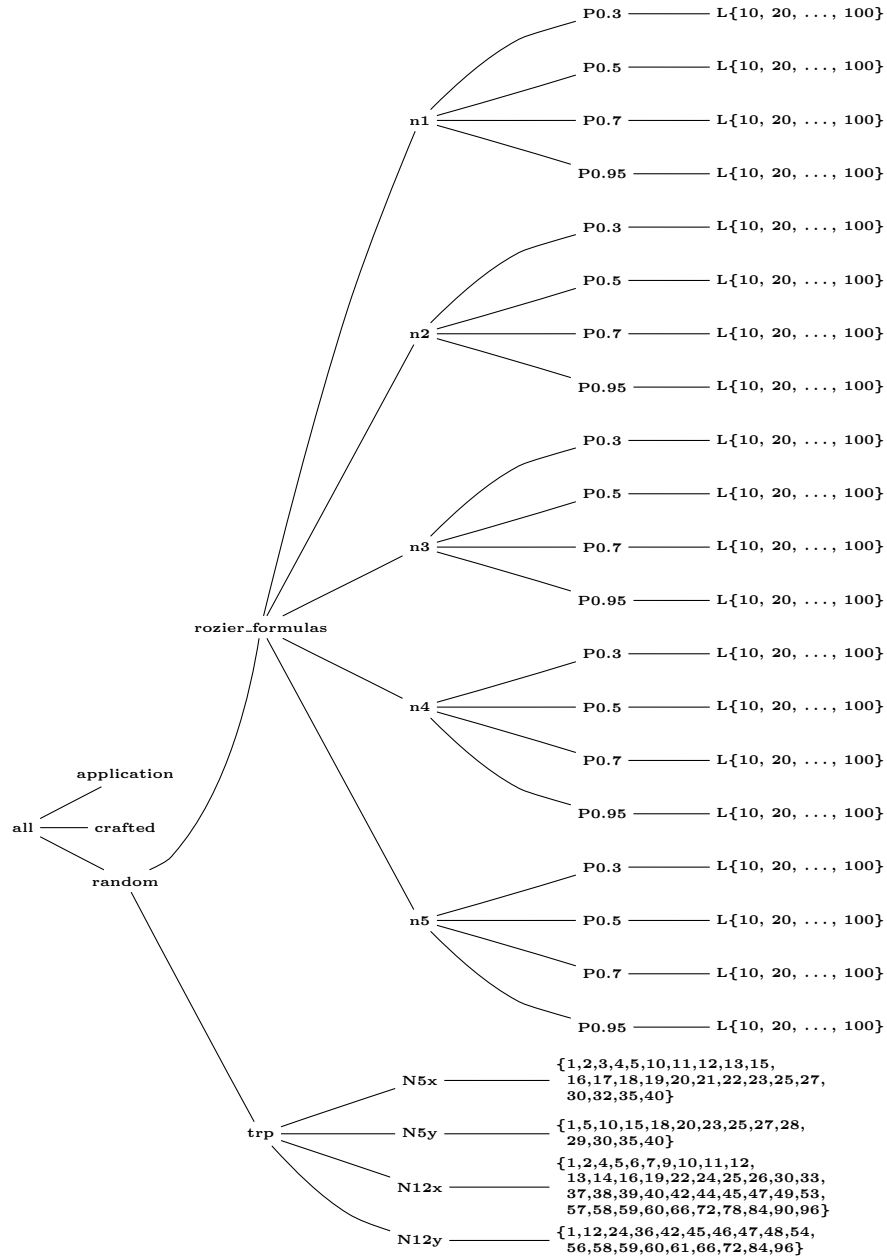 P0.3 L{10, 20, ..., 100}
P0.5 L{10, 20, ..., 100}
n1 P0.7 L{10, 20, ..., 100}
P0.95 L{10, 20, ..., 100}
P0.3 L{10, 20, ..., 100}
P0.5 L{10, 20, ..., 100}
n2 P0.7 L{10, 20, ..., 100}
P0.95 L{10, 20, ..., 100}
P0.3 L{10, 20, ..., 100}
P0.5 L{10, 20, ..., 100}
n3 P0.7 L{10, 20, ..., 100}
P0.95 L{10, 20, ..., 100}
rozier_formulas
P0.3 L{10, 20, ..., 100}
n4 P0.5 L{10, 20, ..., 100}
P0.7 L{10, 20, ..., 100}
application
P0.95 L{10, 20, ..., 100}
all crafted
P0.3 L{10, 20, ..., 100}
random
n5 P0.5 L{10, 20, ..., 100}
P0.7 L{10, 20, ..., 100}
P0.95 L{10, 20, ..., 100}
{1,2,3,4,5,10,11,12,13,15,
N5x 16,17,18,19,20,21,22,23,25,27,
30,32,35,40}
trp N5y {1,5,10,15,18,20,23,25,27,28,
29,30,35,40}
{1,2,4,5,6,7,9,10,11,12,
N12x 13,14,16,19,22,24,25,26,30,33,
37,38,39,40,42,44,45,47,49,53,
57,58,59,60,66,72,78,84,90,96}
N12y {1,12,24,36,42,45,46,47,48,54,
56,58,59,60,61,66,72,84,96}